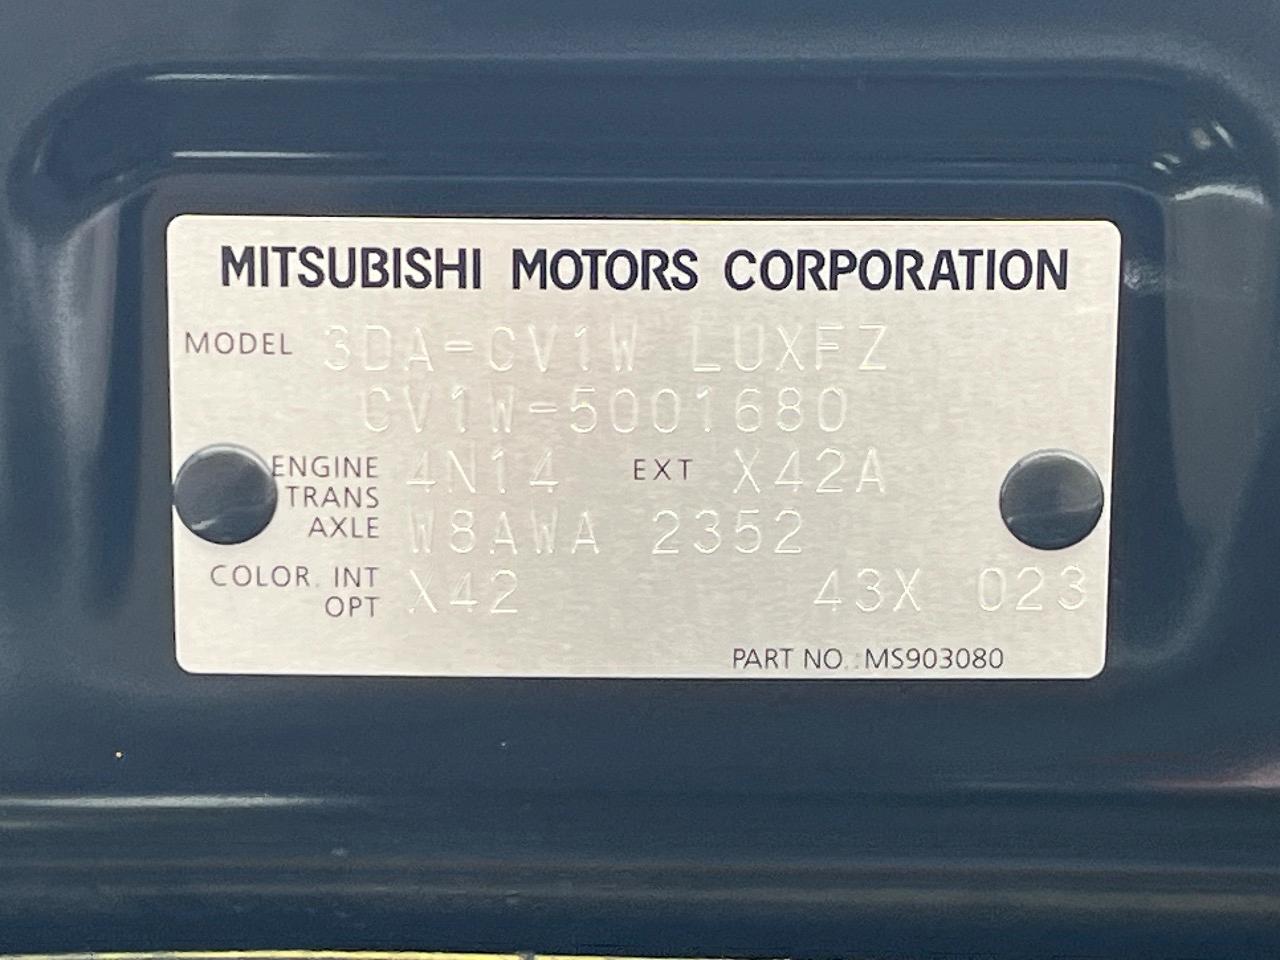 MITSUBISHI MOTORS CORPORATION
MODEL 3DA-CV1W LUXFZ
CV1W-5001680
ENGINE 4N14 EXT X42A
TRANS
AXLE W8AWA 2352
COLOR. INT X42 43X 023
OPT
PART NO. MS903080